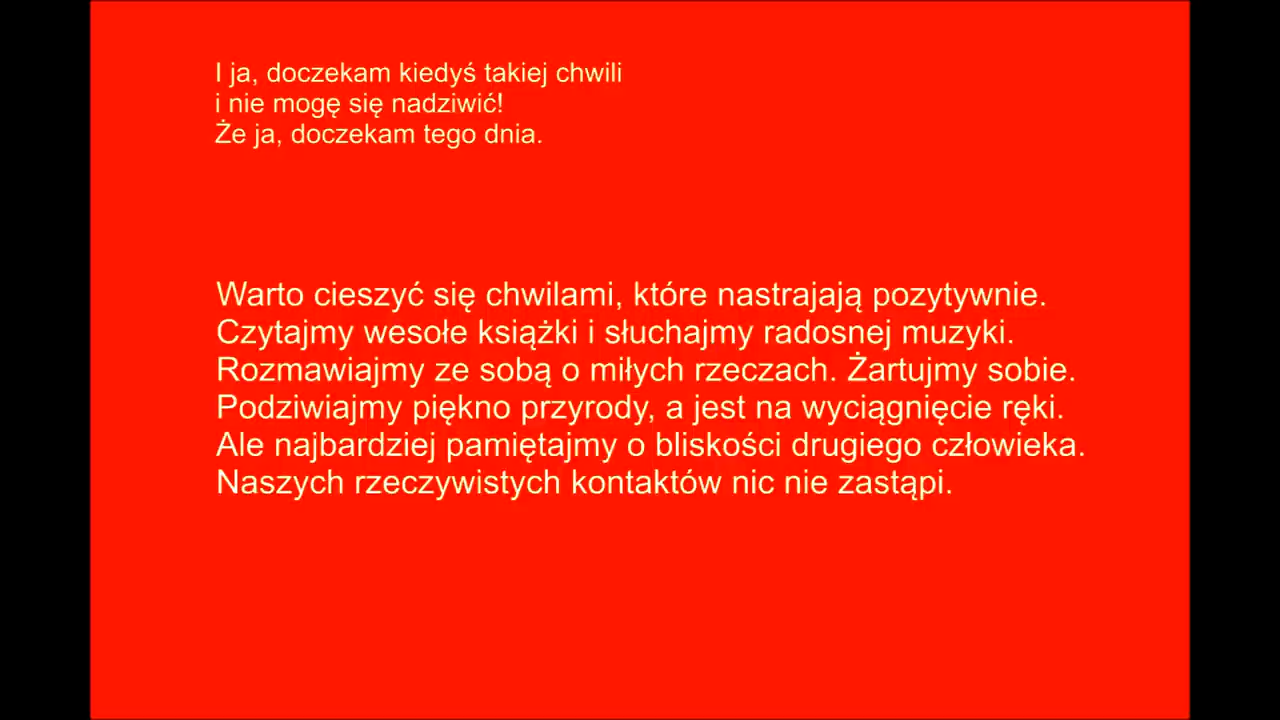 I ja, doczekam kiedyś takiej chwili
i nie mogę się nadziwić!
Że ja, doczekam tego dnia.
Warto cieszyć się chwilami, które nastrajają pozytywnie.
Czytajmy wesołe książki i słuchajmy radosnej muzyki.
Rozmawiajmy ze sobą o miłych rzeczach. Żartujmy sobie.
Podziwiajmy piękno przyrody, a jest na wyciągnięcie ręki.
Ale najbardziej pamiętajmy o bliskości drugiego człowieka.
Naszych rzeczywistych kontaktów nic nie zastąpi.